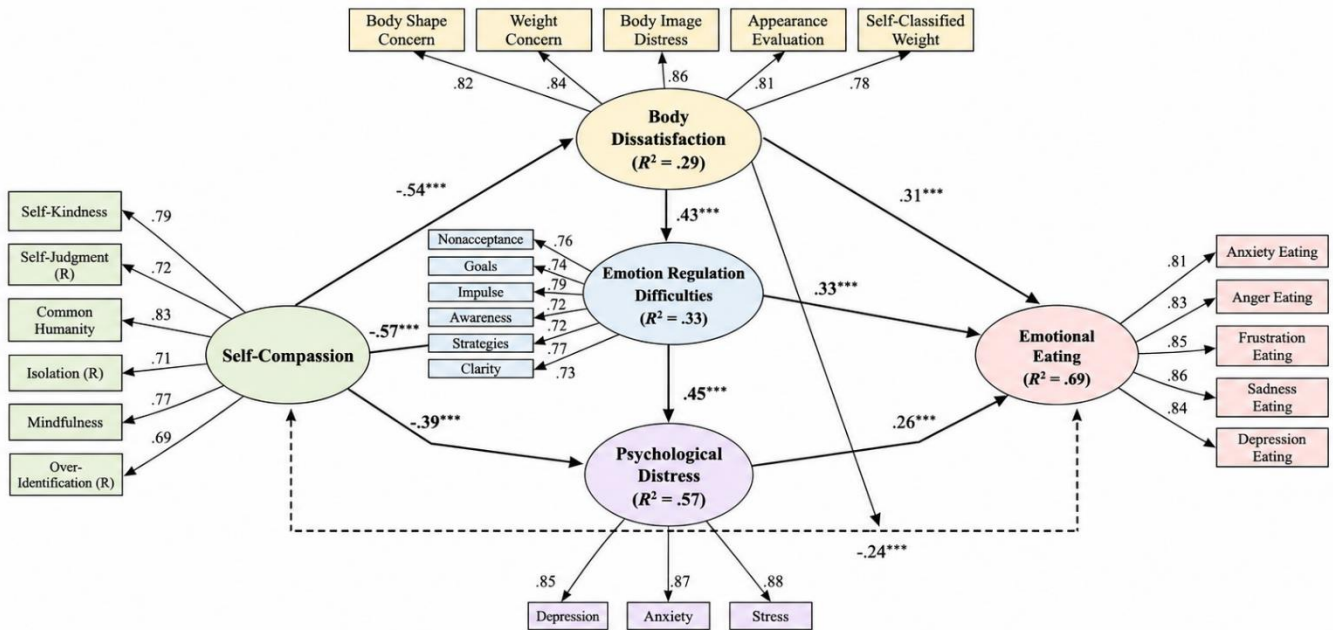 Body Shape
Concern
Weight
Concern
Body Image
Distress
Appearance
Evaluation
Self-Classified
Weight
.82
.84
.86
.81
.78
Body
Dissatisfaction
(R² = .29)
-.54***
.43***
.31***
Self-Kindness
Self-Judgment (R)
Common
Humanity
Isolation (R)
Mindfulness
Over-
Identification (R)
.79
.72
.83
.71
.77
.69
Self-Compassion
-.57***
-.39***
Nonacceptance
Goals
Impulse
Awareness
Strategies
Clarity
.76
.74
.79
.72
.72
.77
.73
Emotion Regulation
Difficulties
(R² = .33)
.33***
.45***
Psychological
Distress
(R² = .57)
.26***
-.24***
Emotional
Eating
(R² = .69)
.81
.83
.85
.86
.84
Anxiety Eating
Anger Eating
Frustration
Eating
Sadness
Eating
Depression
Eating
.85
.87
.88
Depression
Anxiety
Stress